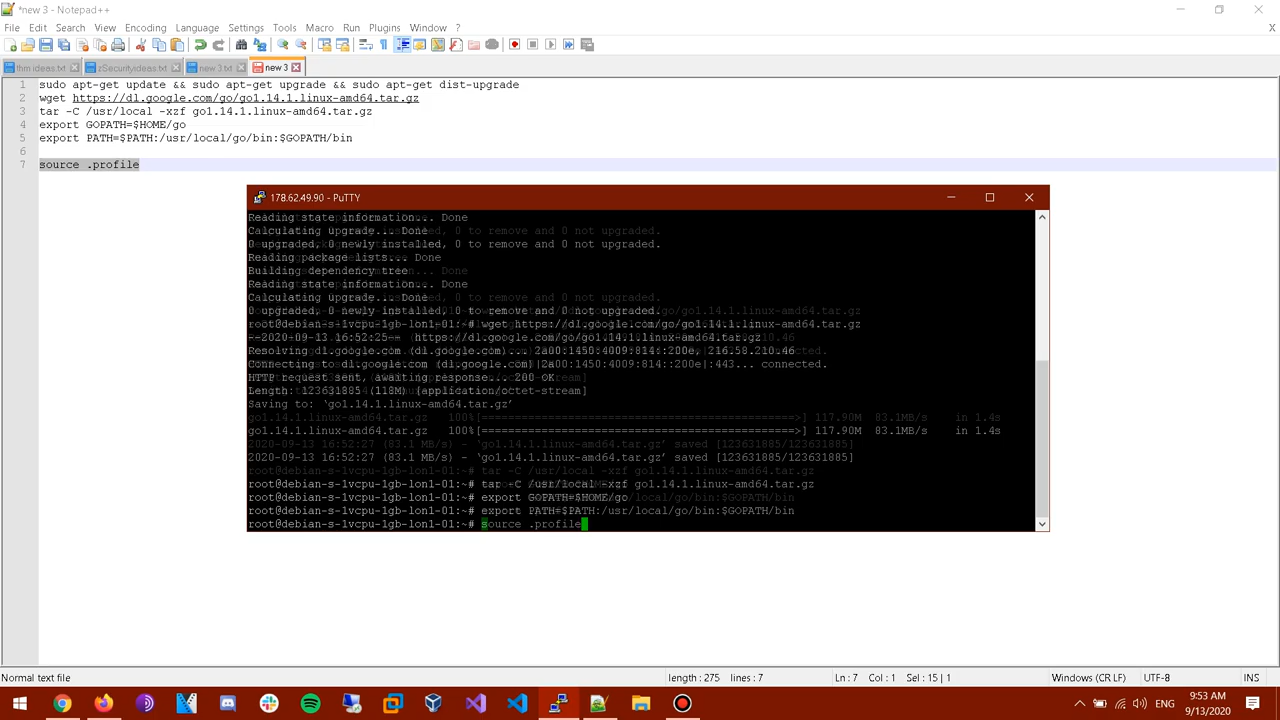 *new 3 - Notepad++
File Edit Search View Encoding Language Settings Tools Macro Run Plugins Window ? X
thm ideas.txt zSecurityideas.txt new 3.txt new 3
1 sudo apt-get update && sudo apt-get upgrade && sudo apt-get dist-upgrade
2 wget https://dl.google.com/go/go1.14.1.linux-amd64.tar.gz
3 tar -C /usr/local -xzf go1.14.1.linux-amd64.tar.gz
4 export GOPATH=$HOME/go
5 export PATH=$PATH:/usr/local/go/bin:$GOPATH/bin
6
7 source .profile
178.62.49.90 - PuTTY
Reading state information... Done
Calculating upgrade... Done
0 upgraded, 0 newly installed, 0 to remove and 0 not upgraded.
Reading package lists... Done
Building dependency tree
Reading state information... Done
Calculating upgrade... Done
0 upgraded, 0 newly installed, 0 to remove and 0 not upgraded.
root@debian-s-1vcpu-1gb-lon1-01:~# wget https://dl.google.com/go/go1.14.1.linux-amd64.tar.gz
--2020-09-13 16:52:25-- https://dl.google.com/go/go1.14.1.linux-amd64.tar.gz
Resolving dl.google.com (dl.google.com)... 2a00:1450:4009:814::200e, 216.58.210.46
Connecting to dl.google.com (dl.google.com)|2a00:1450:4009:814::200e|:443... connected.
HTTP request sent, awaiting response... 200 OK
Length: 123631885 (118M) [application/octet-stream]
Saving to: ‘go1.14.1.linux-amd64.tar.gz’
go1.14.1.linux-amd64.tar.gz 100%[=============================================>] 117.90M 83.1MB/s in 1.4s
2020-09-13 16:52:27 (83.1 MB/s) - ‘go1.14.1.linux-amd64.tar.gz’ saved [123631885/123631885]
root@debian-s-1vcpu-1gb-lon1-01:~# tar -C /usr/local -xzf go1.14.1.linux-amd64.tar.gz
root@debian-s-1vcpu-1gb-lon1-01:~# export GOPATH=$HOME/go
root@debian-s-1vcpu-1gb-lon1-01:~# export PATH=$PATH:/usr/local/go/bin:$GOPATH/bin
root@debian-s-1vcpu-1gb-lon1-01:~# source .profile
Normal text file length : 275 lines : 7 Ln : 7 Col : 1 Sel : 15 | 1 Windows (CR LF) UTF-8 INS
ENG 9:53 AM
9/13/2020